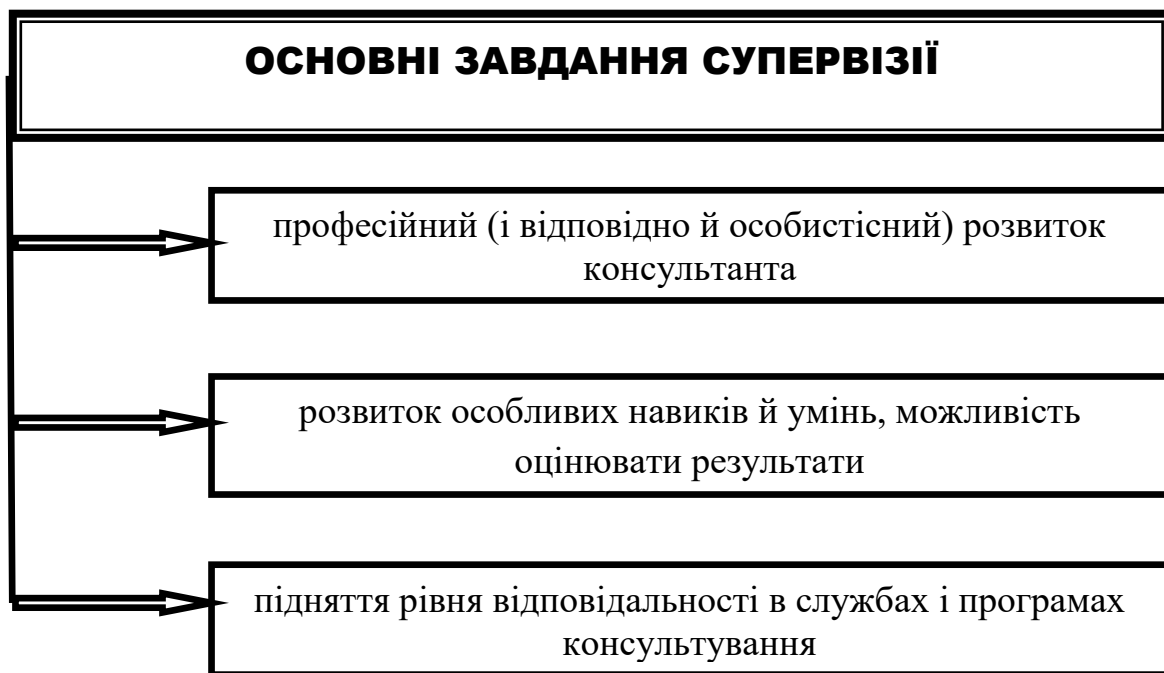 ОСНОВНІ ЗАВДАННЯ СУПЕРВІЗІЇ
професійний (і відповідно й особистісний) розвиток
консультанта
розвиток особливих навиків й умінь, можливість
оцінювати результати
підняття рівня відповідальності в службах і програмах
консультування